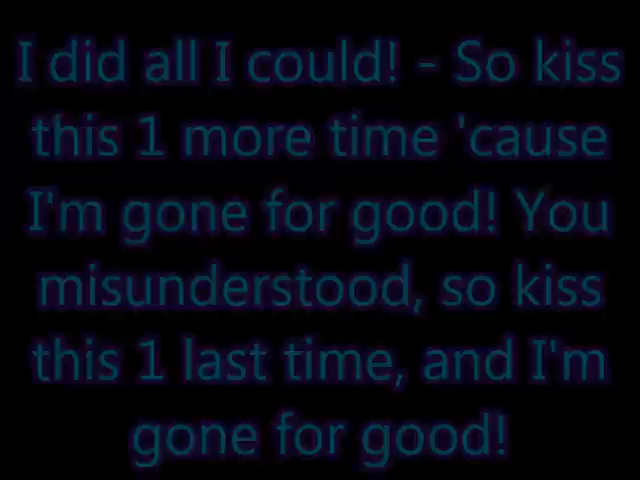 I did all I could! - So kiss
this 1 more time 'cause
I'm gone for good! You
misunderstood, so kiss
this 1 last time, and I'm
gone for good!